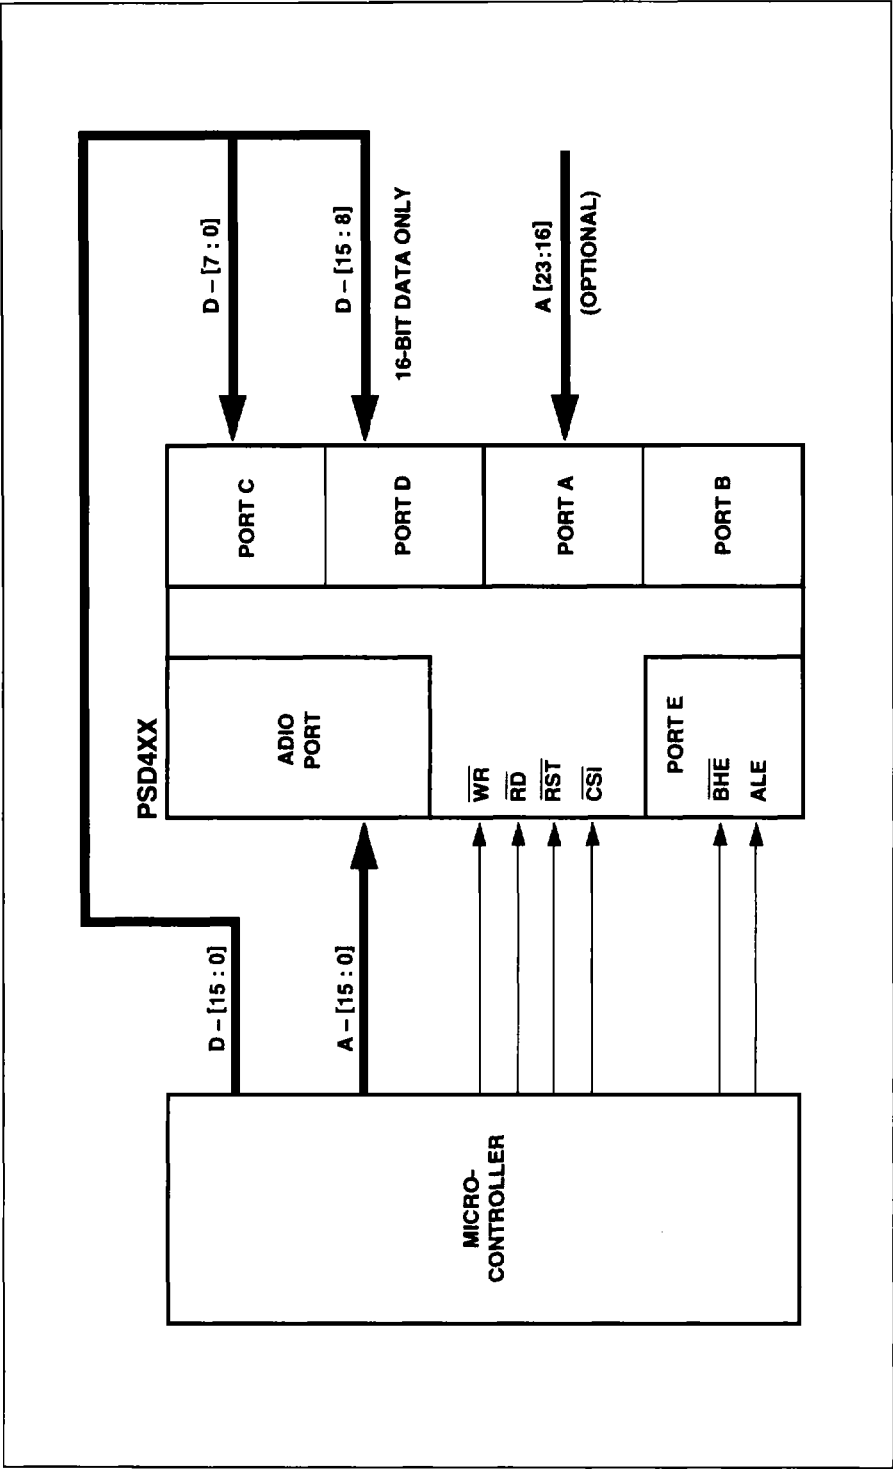 PSD4XX
D – [15 : 0]
A – [15 : 0]
MICRO-
CONTROLLER
ADIO
PORT
WR
RD
RST
CSI
PORT E
BHE
ALE
PORT C
PORT D
PORT A
PORT B
D – [7 : 0]
D – [15 : 8]
16-BIT DATA ONLY
A [23:16]
(OPTIONAL)